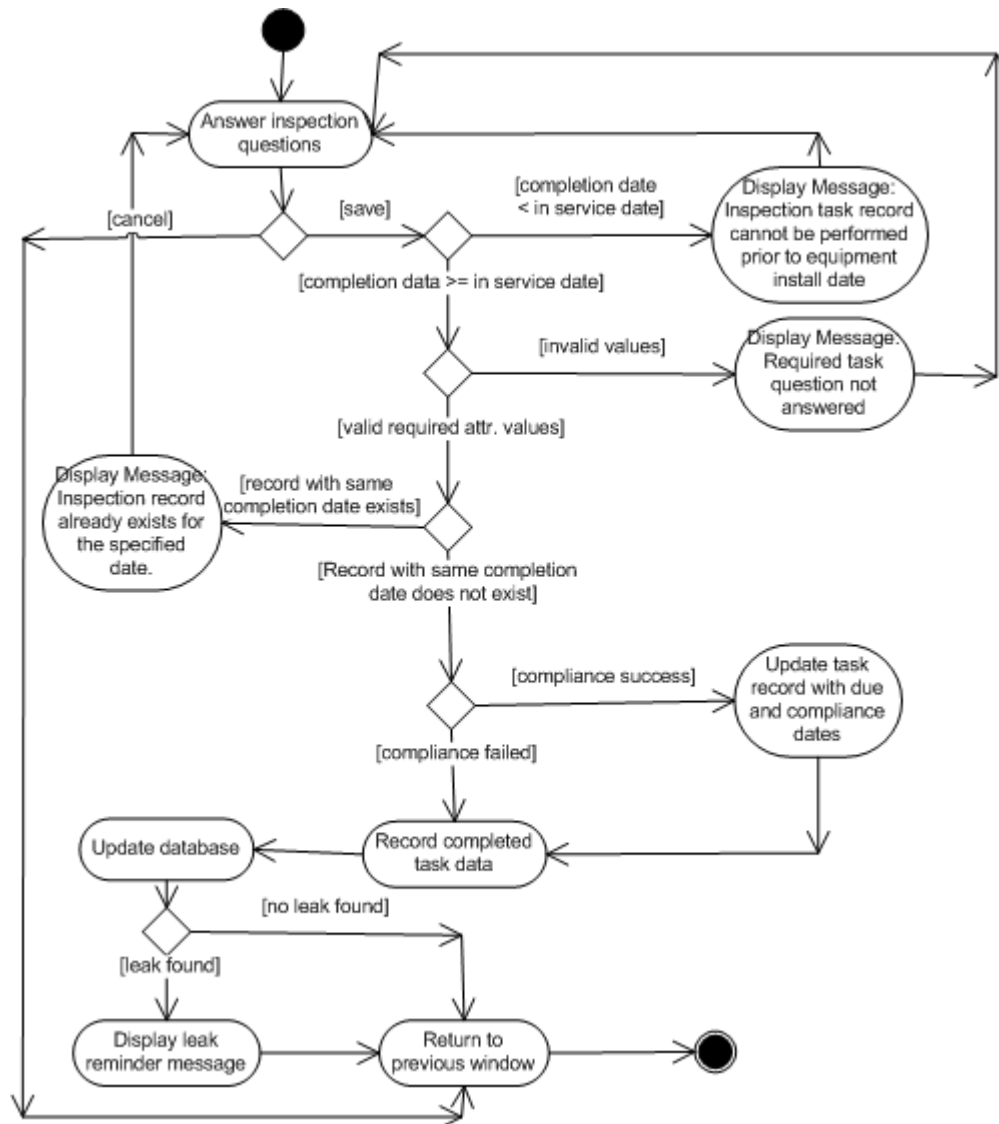 Answer inspection
questions
[cancel]
[save]
[completion date
< in service date]
Display Message:
Inspection task record
cannot be performed
prior to equipment
install date
[completion data >= in service date]
[invalid values]
Display Message:
Required task
question not
answered
[valid required attr. values]
Display Message:
Inspection record
already exists for
the specified
date.
[record with same
completion date exists]
[Record with same completion
date does not exist]
[compliance success]
Update task
record with due
and compliance
dates
[compliance failed]
Update database
Record completed
task data
[no leak found]
[leak found]
Display leak
reminder message
Return to
previous window